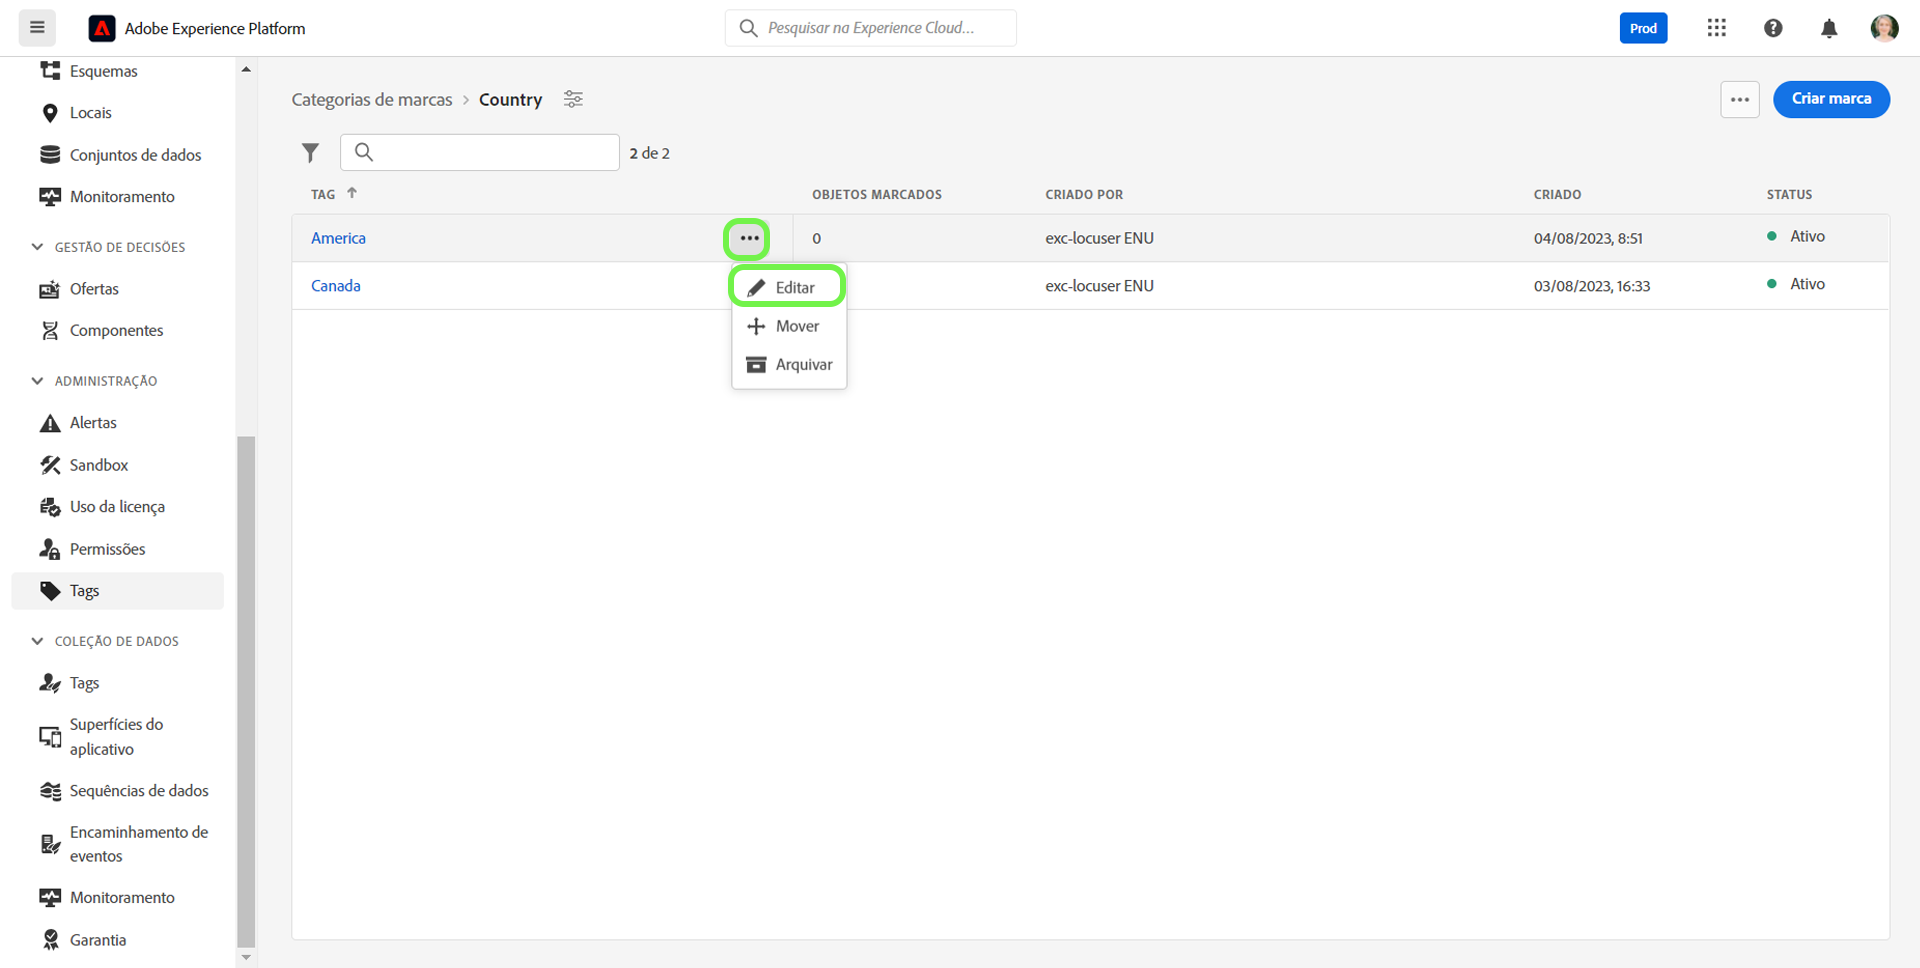 Adobe Experience Platform
Pesquisar na Experience Cloud...
Prod
Esquemas
Locais
Conjuntos de dados
Monitoramento
GESTÃO DE DECISÕES
Ofertas
Componentes
ADMINISTRAÇÃO
Alertas
Sandbox
Uso da licença
Permissões
Tags
COLEÇÃO DE DADOS
Tags
Superfícies do
aplicativo
Sequências de dados
Encaminhamento de
eventos
Monitoramento
Garantia
Categorias de marcas > Country
Criar marca
2 de 2
TAG OBJETOS MARCADOS CRIADO POR CRIADO STATUS
America 0 exc-locuser ENU 04/08/2023, 8:51 Ativo
Canada exc-locuser ENU 03/08/2023, 16:33 Ativo
Editar
Mover
Arquivar